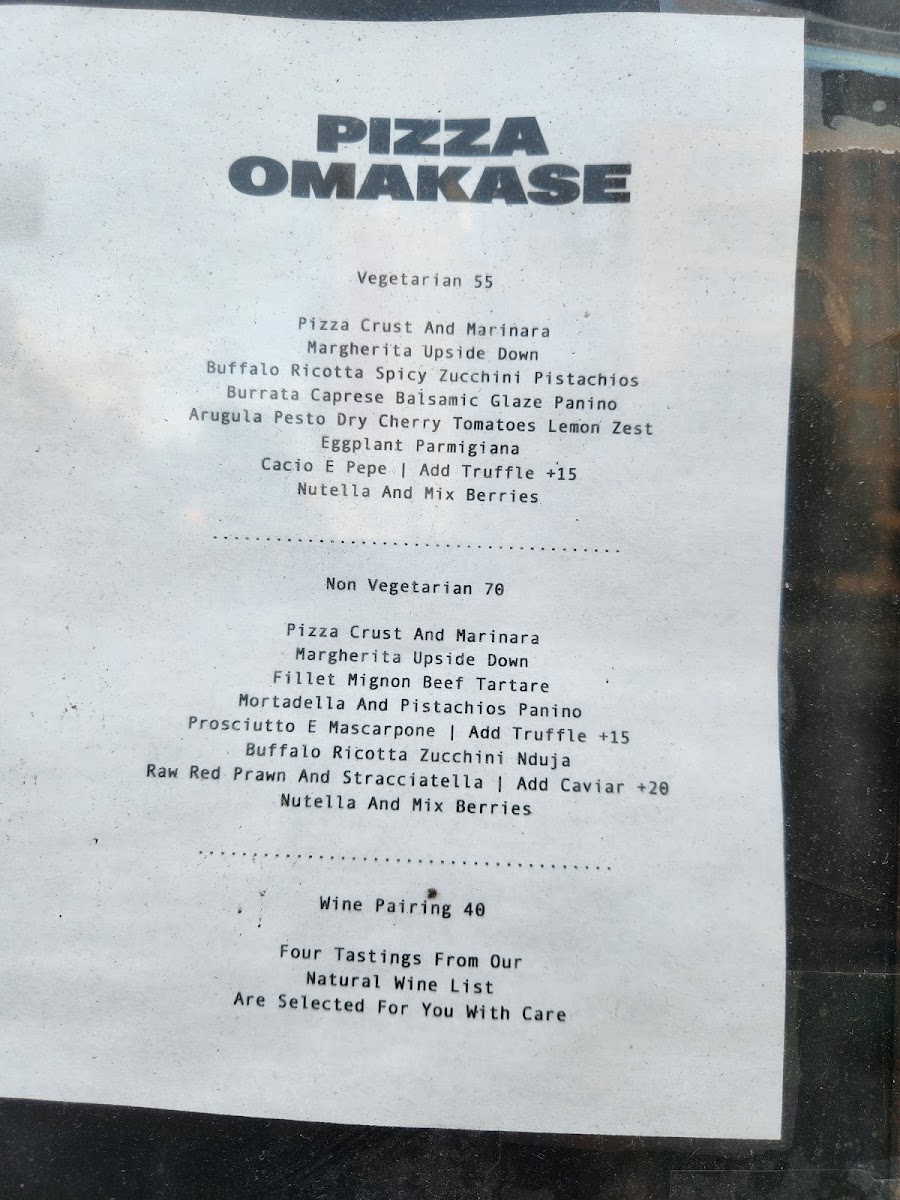 PIZZA
OMAKASE
Vegetarian 55
Pizza Crust And Marinara
Margherita Upside Down
Buffalo Ricotta Spicy Zucchini Pistachios
Burrata Caprese Balsamic Glaze Panino
Arugula Pesto Dry Cherry Tomatoes Lemon Zest
Eggplant Parmigiana
Cacio E Pepe | Add Truffle +15
Nutella And Mix Berries
.......................................
Non Vegetarian 70
Pizza Crust And Marinara
Margherita Upside Down
Fillet Mignon Beef Tartare
Mortadella And Pistachios Panino
Prosciutto E Mascarpone | Add Truffle +15
Buffalo Ricotta Zucchini Nduja
Raw Red Prawn And Stracciatella | Add Caviar +20
Nutella And Mix Berries
.......................................
Wine Pairing 40
Four Tastings From Our
Natural Wine List
Are Selected For You With Care